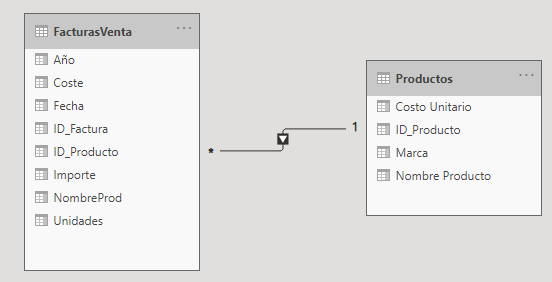 FacturasVenta
Año
Coste
Fecha
ID_Factura
ID_Producto
Importe
NombreProd
Unidades
*
1
Productos
Costo Unitario
ID_Producto
Marca
Nombre Producto